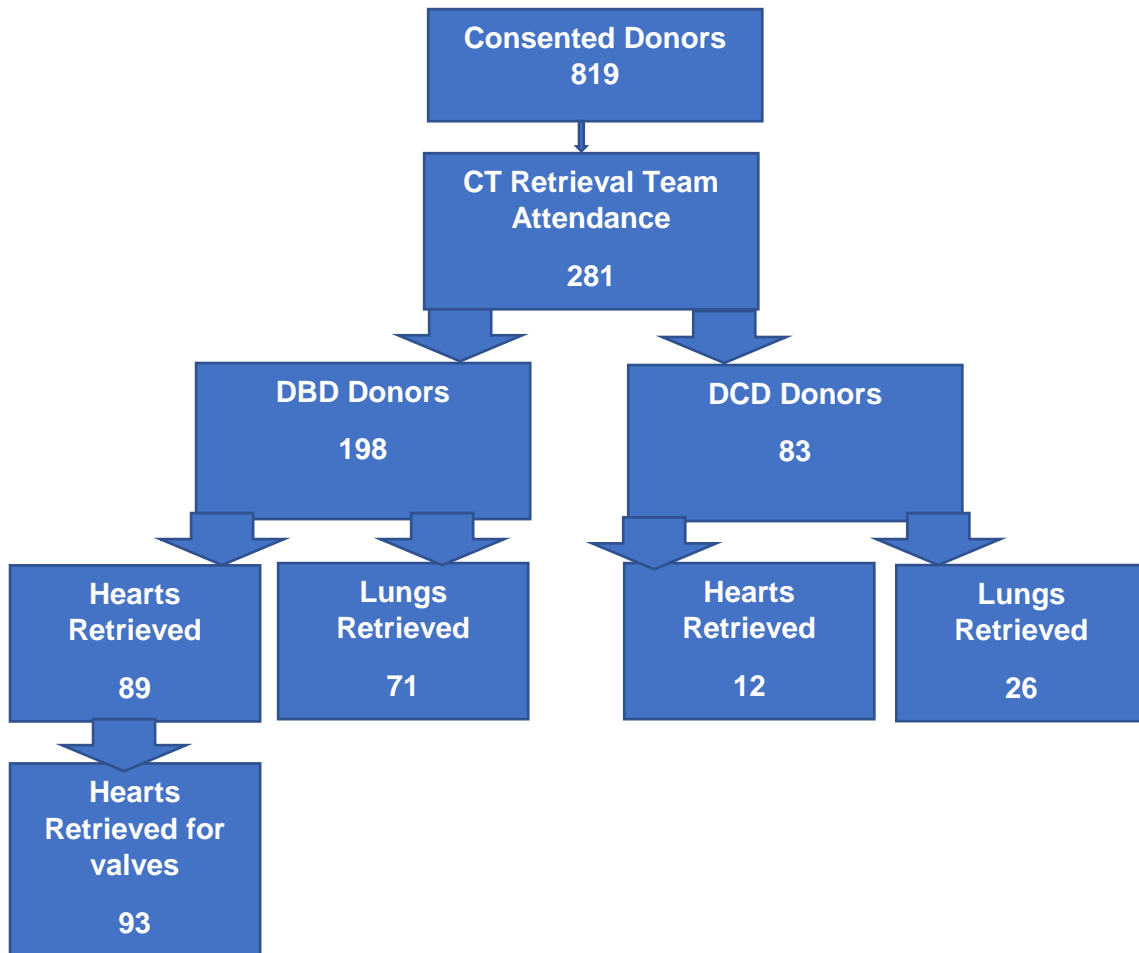 Consented Donors
819
CT Retrieval Team
Attendance
281
DBD Donors
198
DCD Donors
83
Hearts
Retrieved
89
Lungs
Retrieved
71
Hearts
Retrieved
12
Lungs
Retrieved
26
Hearts
Retrieved for
valves
93